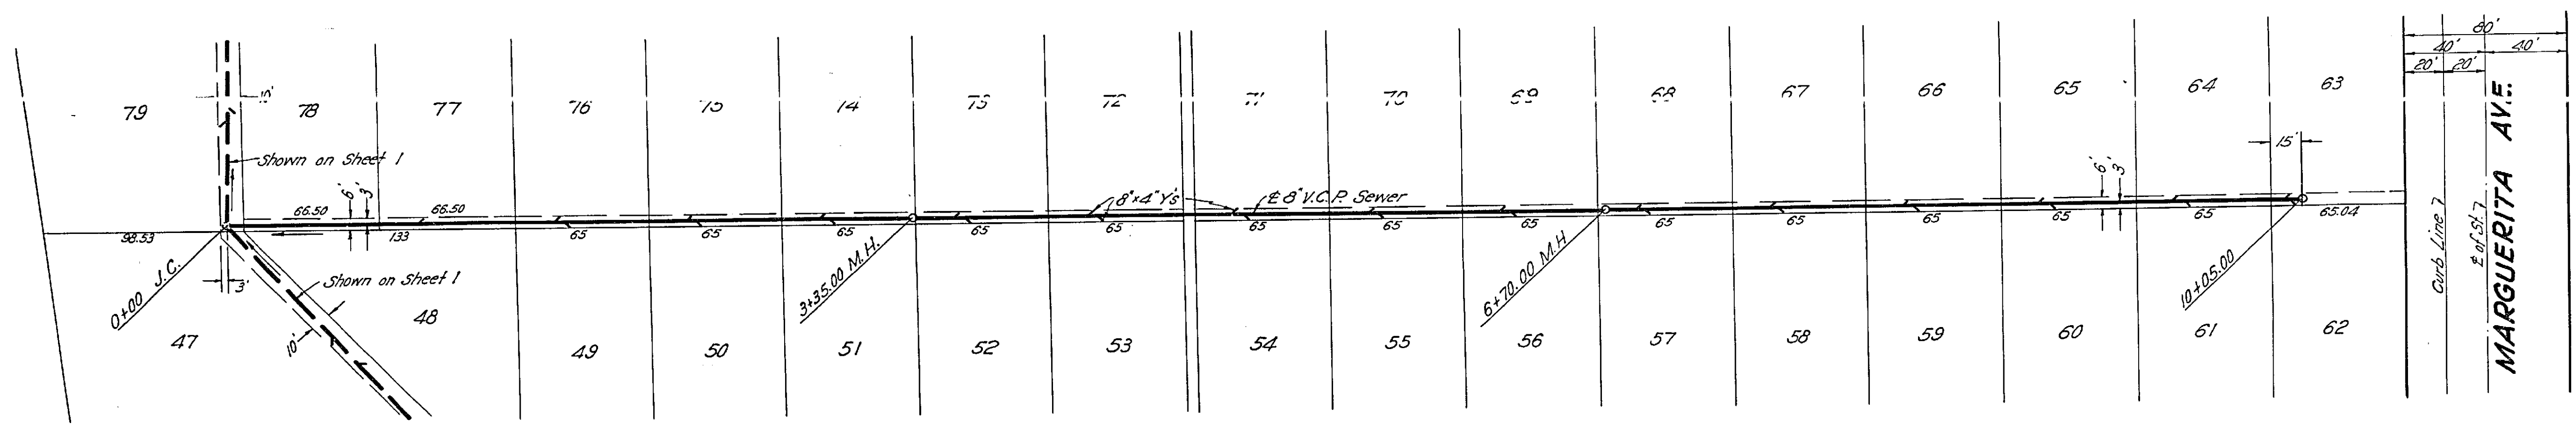 80'
40' 40'
20' 20'
79 10' 78 77 76 75 74 73 72 71 70 69 68 67 66 65 64 63
Shown on Sheet 1
15'
6' 3'
8"x4" Y's
℄ 8" V.C.P. Sewer
6' 3'
66.50 66.50
98.53 133 65 65 65 65 65 65 65 65 65 65 65 65 65 65.04
0+00 J.C.
3'
Shown on Sheet 1
10'
3+35.00 M.H.
6+70.00 M.H
10+05.00
47 48 49 50 51 52 53 54 55 56 57 58 59 60 61 62
Curb Line
℄ of St.
MARGUERITA AVE.